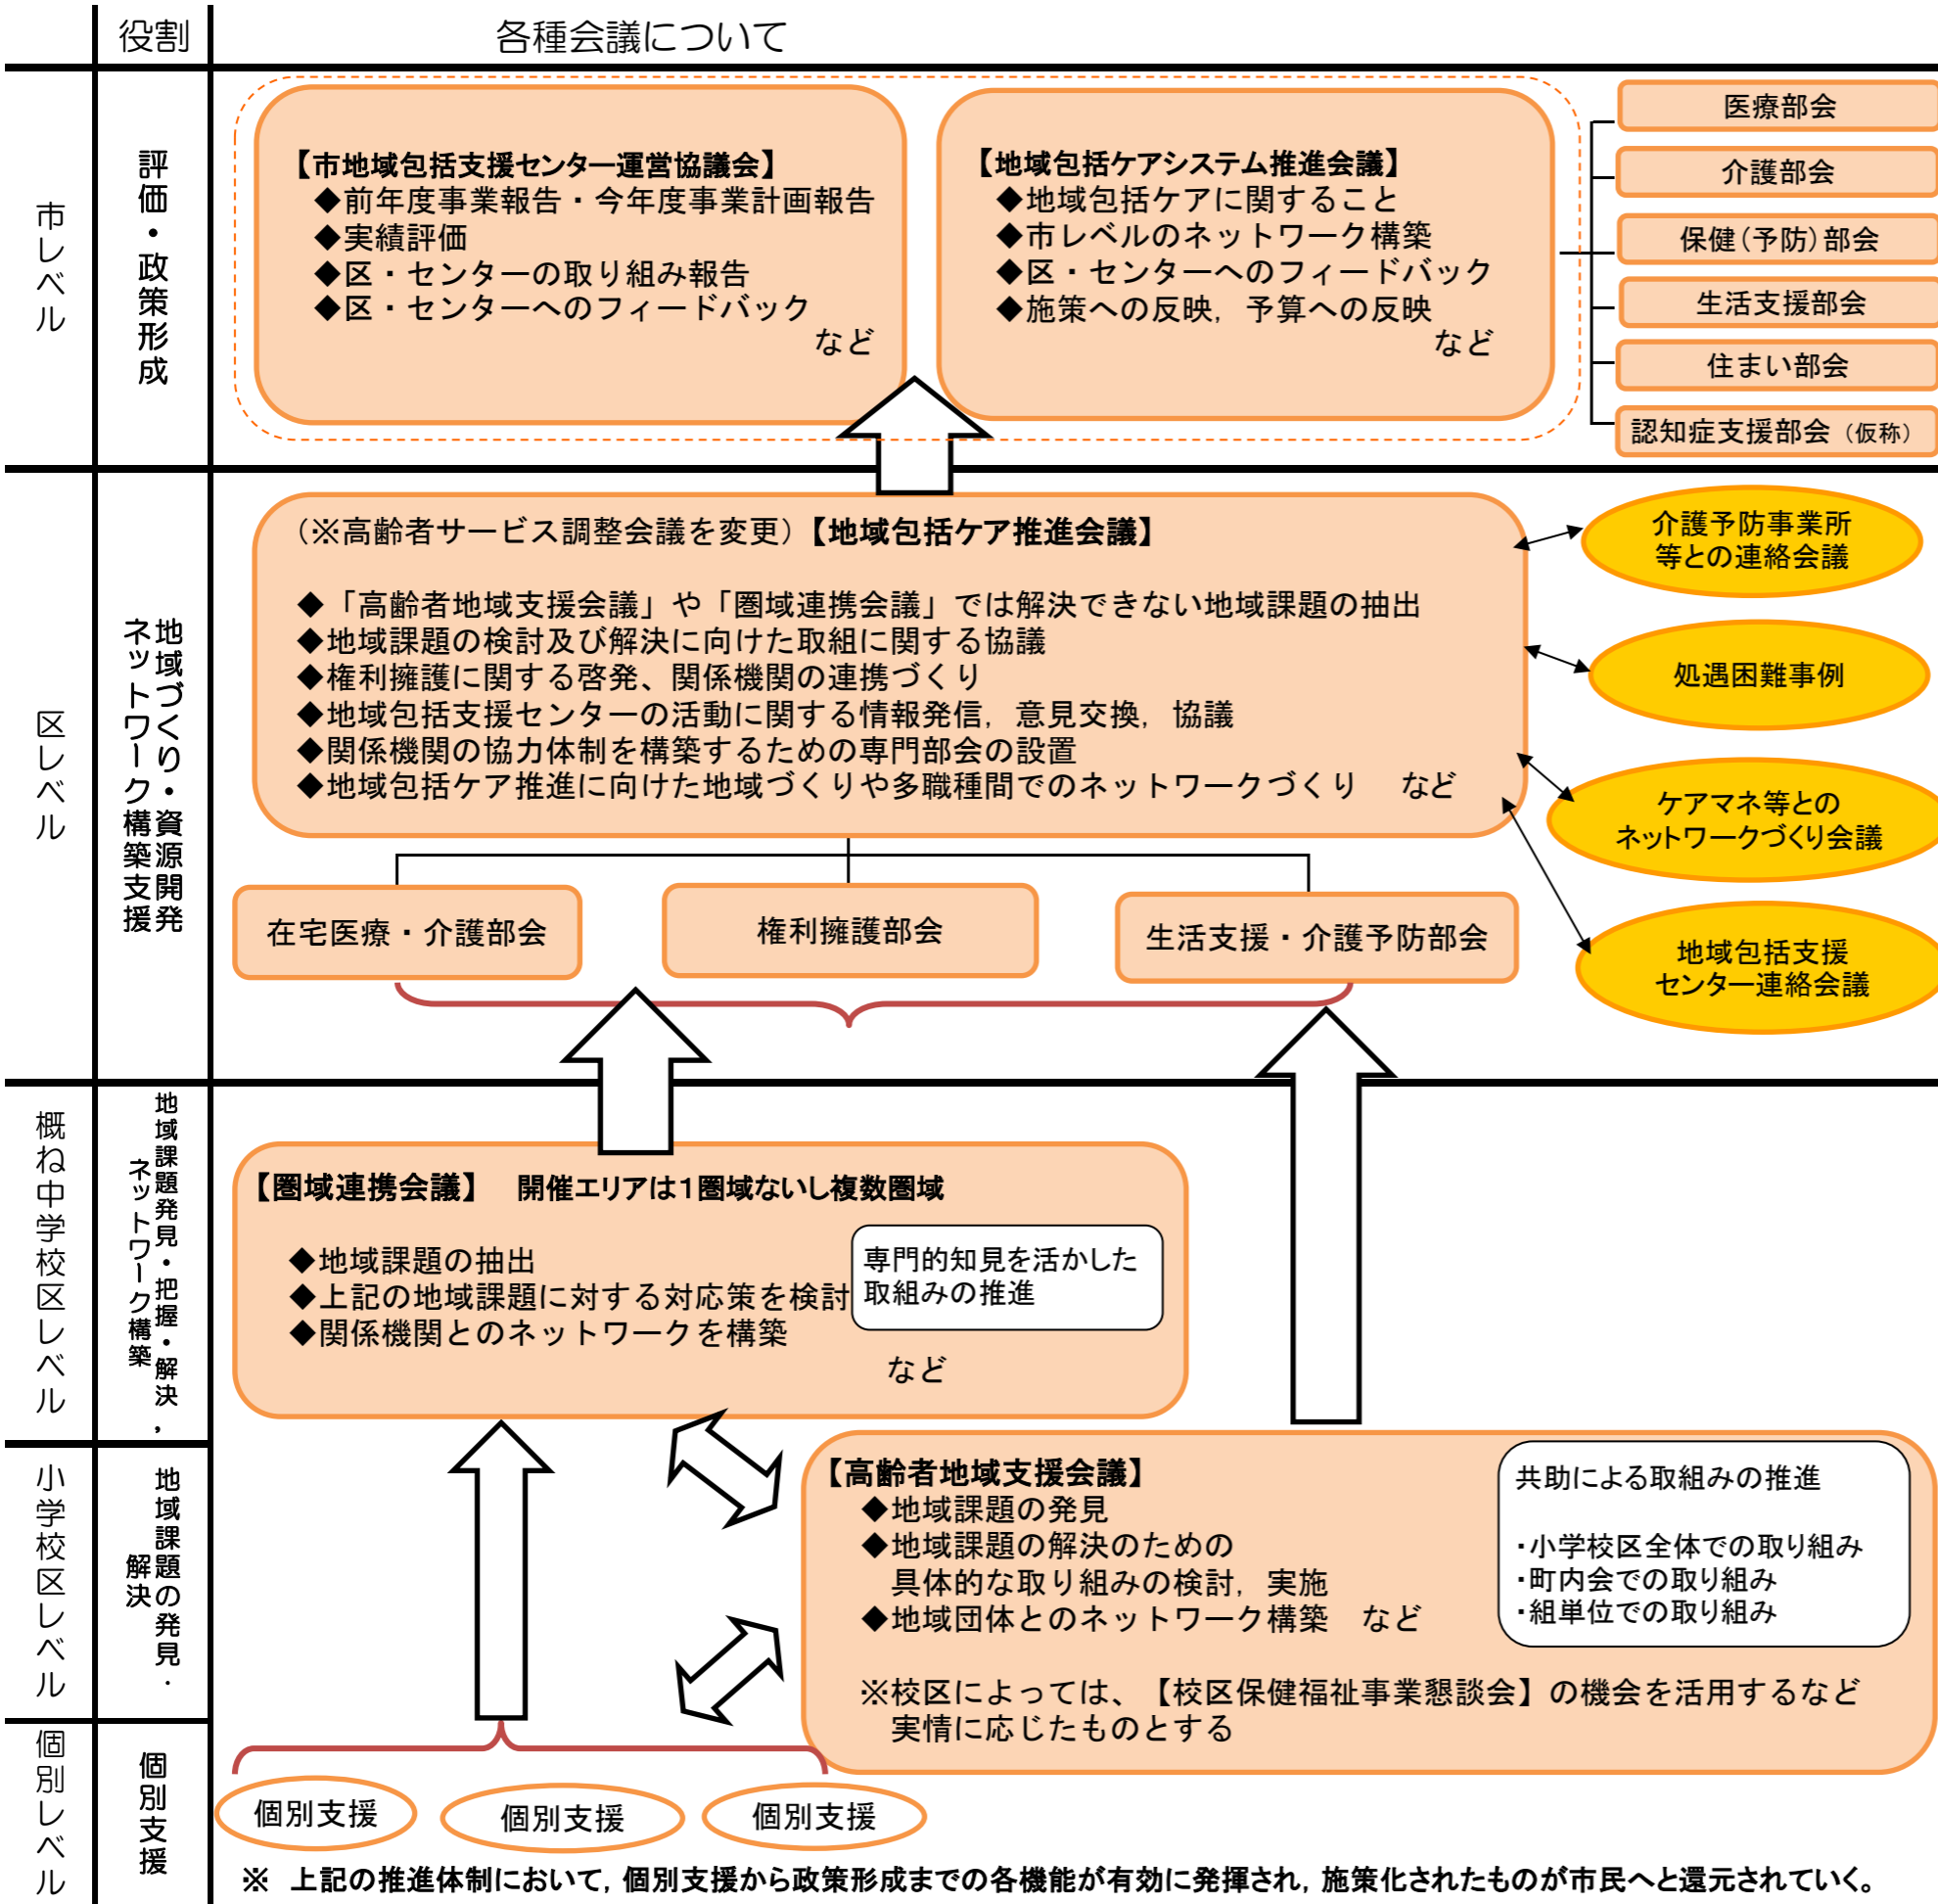 役割
各種会議について
市レベル
評価・政策形成
【市地域包括支援センター運営協議会】
◆前年度事業報告・今年度事業計画報告
◆実績評価
◆区・センターの取り組み報告
◆区・センターへのフィードバック
など
【地域包括ケアシステム推進会議】
◆地域包括ケアに関すること
◆市レベルのネットワーク構築
◆区・センターへのフィードバック
◆施策への反映，予算への反映
など
医療部会
介護部会
保健（予防）部会
生活支援部会
住まい部会
認知症支援部会（仮称）
区レベル
地域づくり・資源開発
ネットワーク構築支援
（※高齢者サービス調整会議を変更）【地域包括ケア推進会議】
◆「高齢者地域支援会議」や「圏域連携会議」では解決できない地域課題の抽出
◆地域課題の検討及び解決に向けた取組に関する協議
◆権利擁護に関する啓発、関係機関の連携づくり
◆地域包括支援センターの活動に関する情報発信，意見交換，協議
◆関係機関の協力体制を構築するための専門部会の設置
◆地域包括ケア推進に向けた地域づくりや多職種間でのネットワークづくり　など
介護予防事業所
等との連絡会議
処遇困難事例
ケアマネ等との
ネットワークづくり会議
地域包括支援
センター連絡会議
在宅医療・介護部会
権利擁護部会
生活支援・介護予防部会
概ね中学校区レベル
地域課題発見・把握・解決，
ネットワーク構築
【圏域連携会議】　開催エリアは１圏域ないし複数圏域
◆地域課題の抽出
◆上記の地域課題に対する対応策を検討
◆関係機関とのネットワークを構築
など
専門的知見を活かした
取組みの推進
小学校区レベル
地域課題の発見・
解決
【高齢者地域支援会議】
◆地域課題の発見
◆地域課題の解決のための
具体的な取り組みの検討，実施
◆地域団体とのネットワーク構築　など
※校区によっては、【校区保健福祉事業懇談会】の機会を活用するなど
実情に応じたものとする
共助による取組みの推進
・小学校区全体での取り組み
・町内会での取り組み
・組単位での取り組み
個別レベル
個別支援
個別支援
個別支援
個別支援
※　上記の推進体制において，個別支援から政策形成までの各機能が有効に発揮され，施策化されたものが市民へと還元されていく。